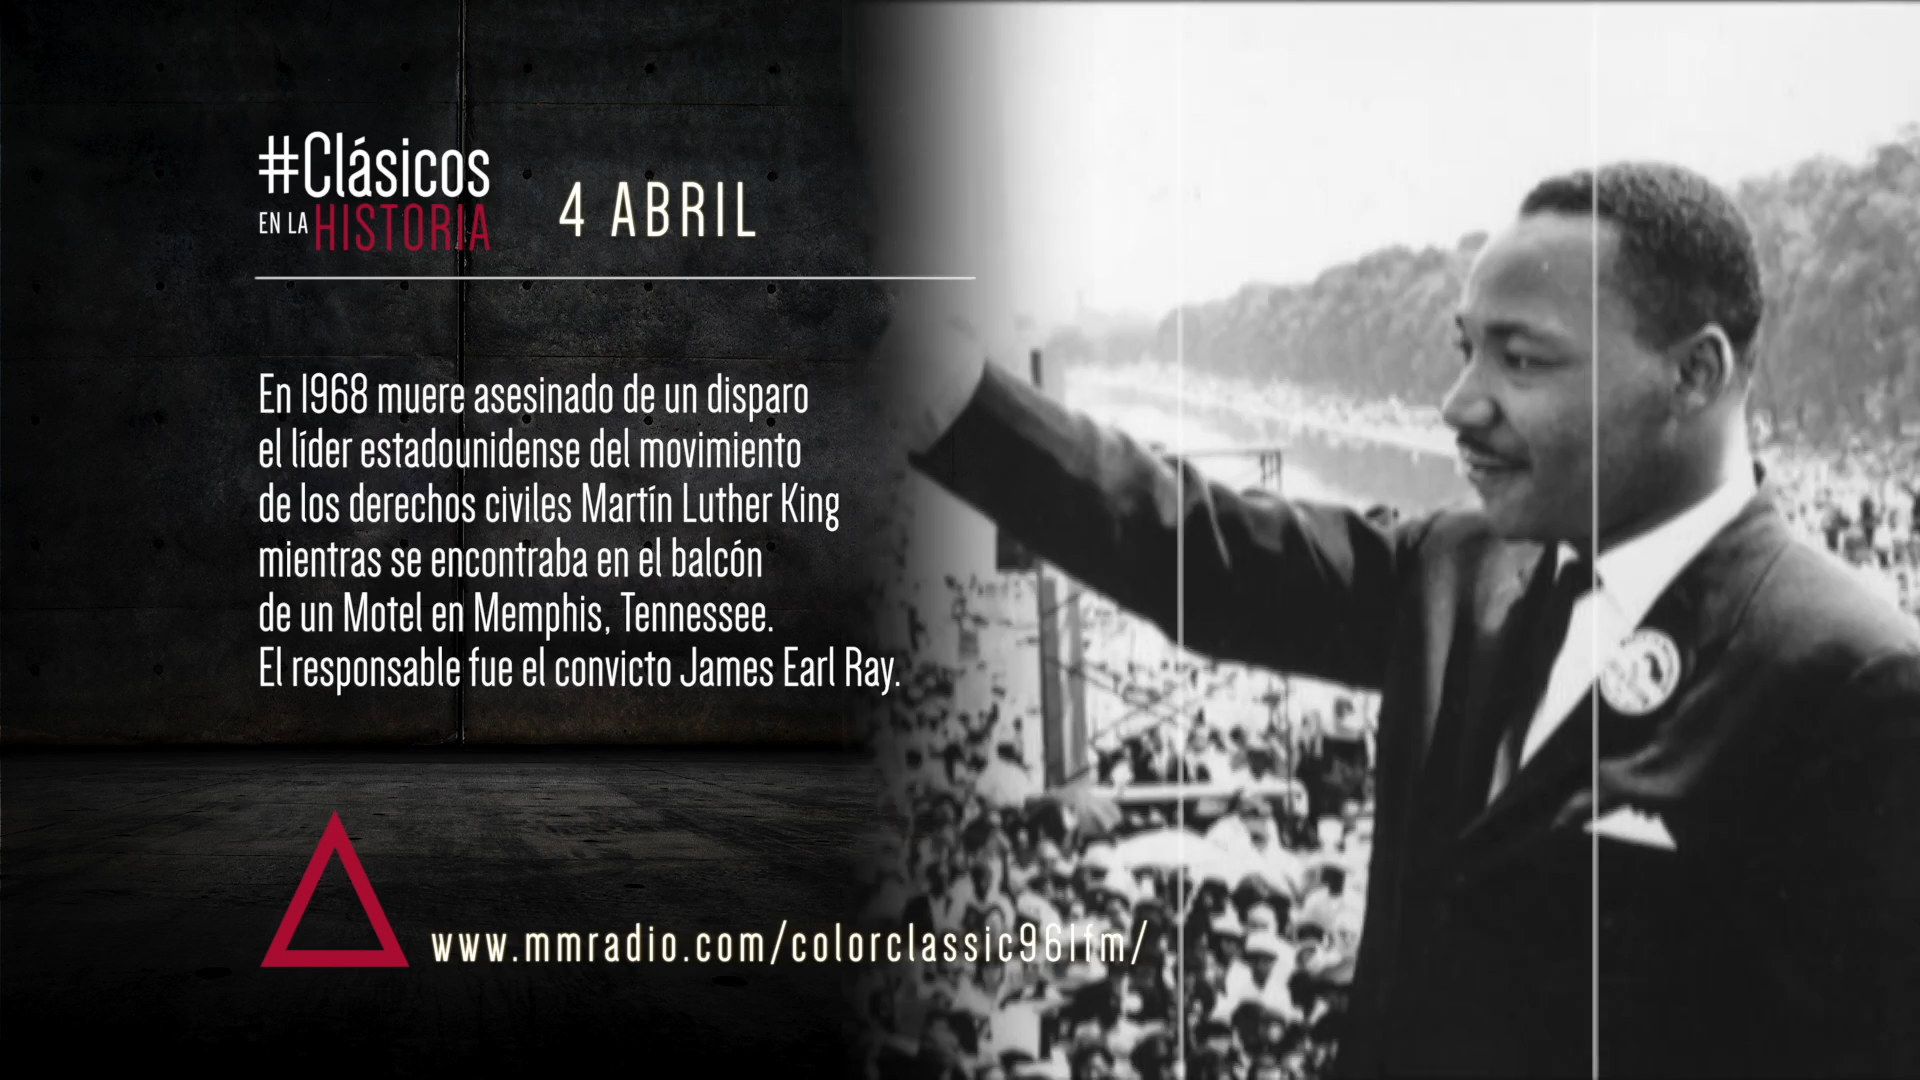 #Clásicos
EN LA HISTORIA
4 ABRIL
En 1968 muere asesinado de un disparo
el líder estadounidense del movimiento
de los derechos civiles Martín Luther King
mientras se encontraba en el balcón
de un Motel en Memphis, Tennessee.
El responsable fue el convicto James Earl Ray.
www.mmradio.com/colorclassic961fm/